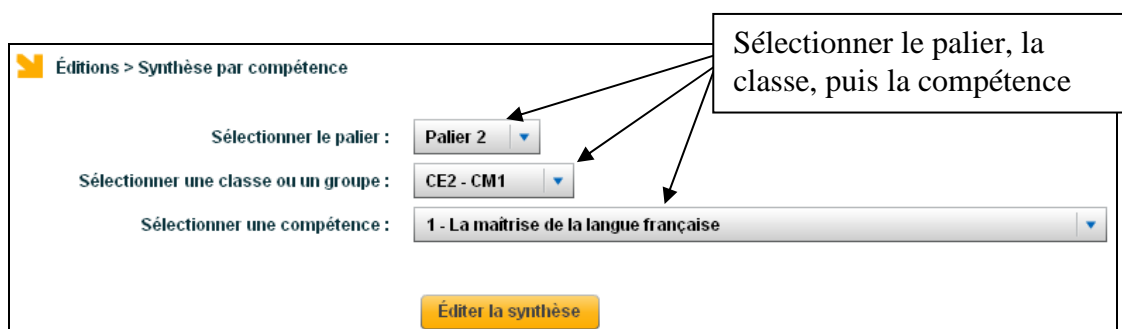 Sélectionner le palier, la
classe, puis la compétence
Éditions > Synthèse par compétence
Sélectionner le palier : Palier 2
Sélectionner une classe ou un groupe : CE2 - CM1
Sélectionner une compétence : 1 - La maîtrise de la langue française
Éditer la synthèse